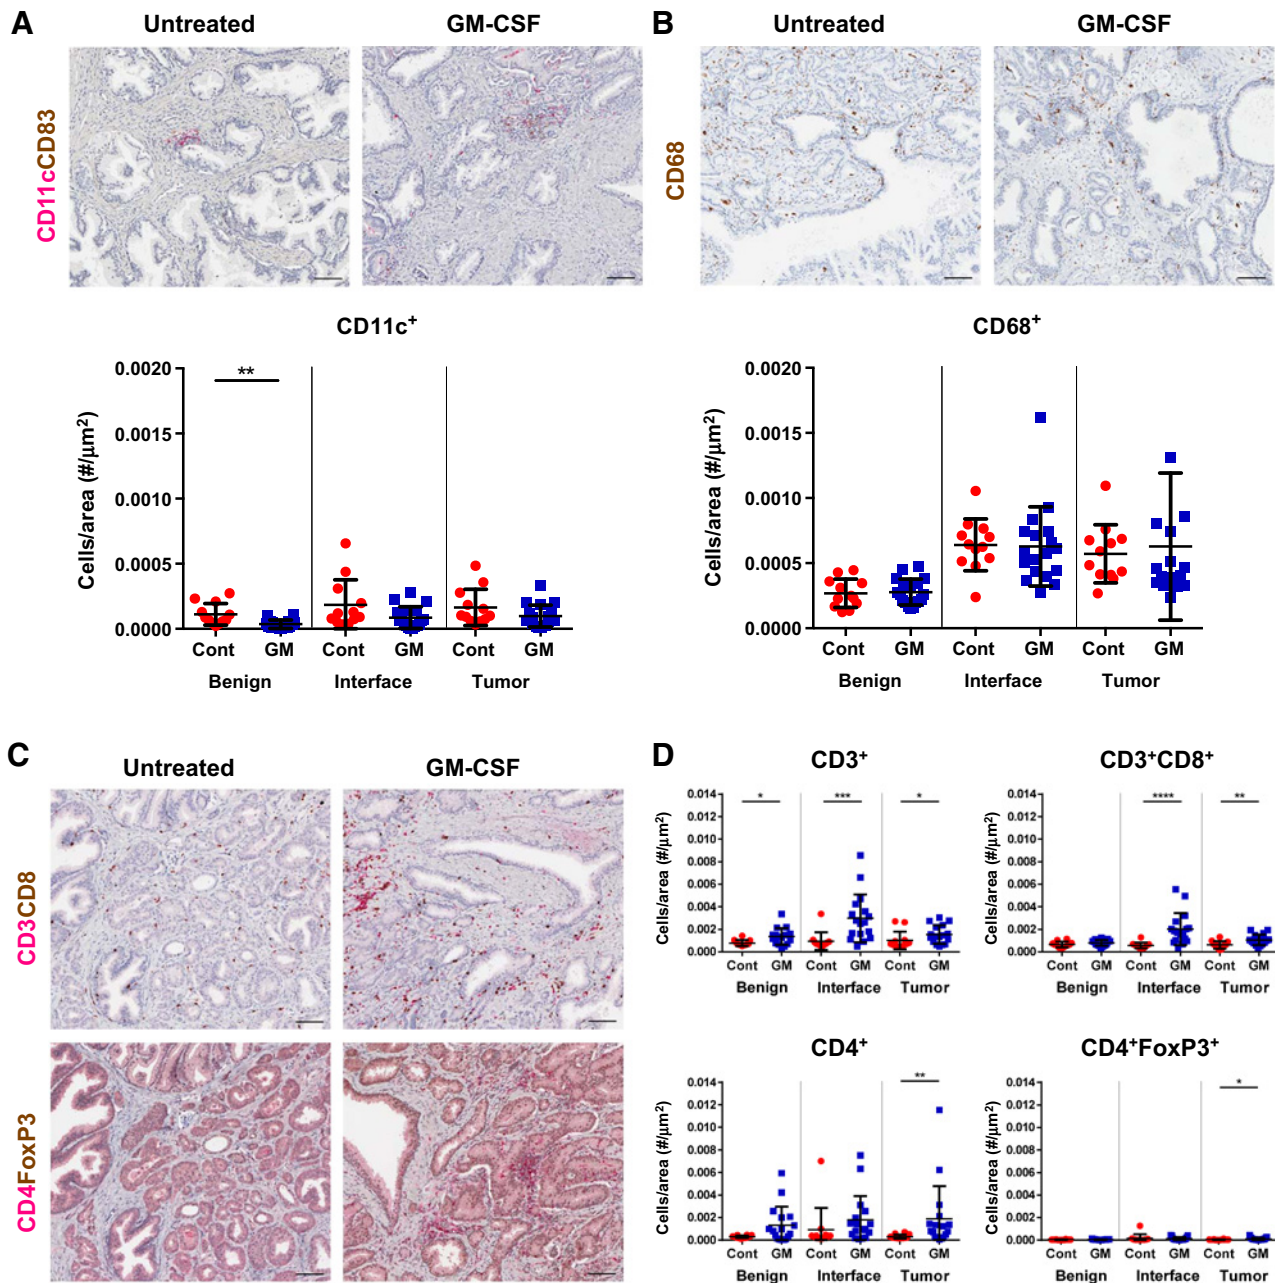 A
Untreated
GM-CSF
CD11cCD83
CD11c⁺
Cells/area (#/μm²)
0.0020
0.0015
0.0010
0.0005
0.0000
**
Cont
GM
Cont
GM
Cont
GM
Benign
Interface
Tumor
B
Untreated
GM-CSF
CD68
CD68⁺
Cells/area (#/μm²)
0.0020
0.0015
0.0010
0.0005
0.0000
Cont
GM
Cont
GM
Cont
GM
Benign
Interface
Tumor
C
Untreated
GM-CSF
CD3CD8
CD4FoxP3
D
CD3⁺
Cells/area (#/μm²)
0.014
0.012
0.010
0.008
0.006
0.004
0.002
0.000
*
***
*
Cont
GM
Cont
GM
Cont
GM
Benign
Interface
Tumor
CD3⁺CD8⁺
Cells/area (#/μm²)
0.014
0.012
0.010
0.008
0.006
0.004
0.002
0.000
****
**
Cont
GM
Cont
GM
Cont
GM
Benign
Interface
Tumor
CD4⁺
Cells/area (#/μm²)
0.014
0.012
0.010
0.008
0.006
0.004
0.002
0.000
**
Cont
GM
Cont
GM
Cont
GM
Benign
Interface
Tumor
CD4⁺FoxP3⁺
Cells/area (#/μm²)
0.014
0.012
0.010
0.008
0.006
0.004
0.002
0.000
*
Cont
GM
Cont
GM
Cont
GM
Benign
Interface
Tumor